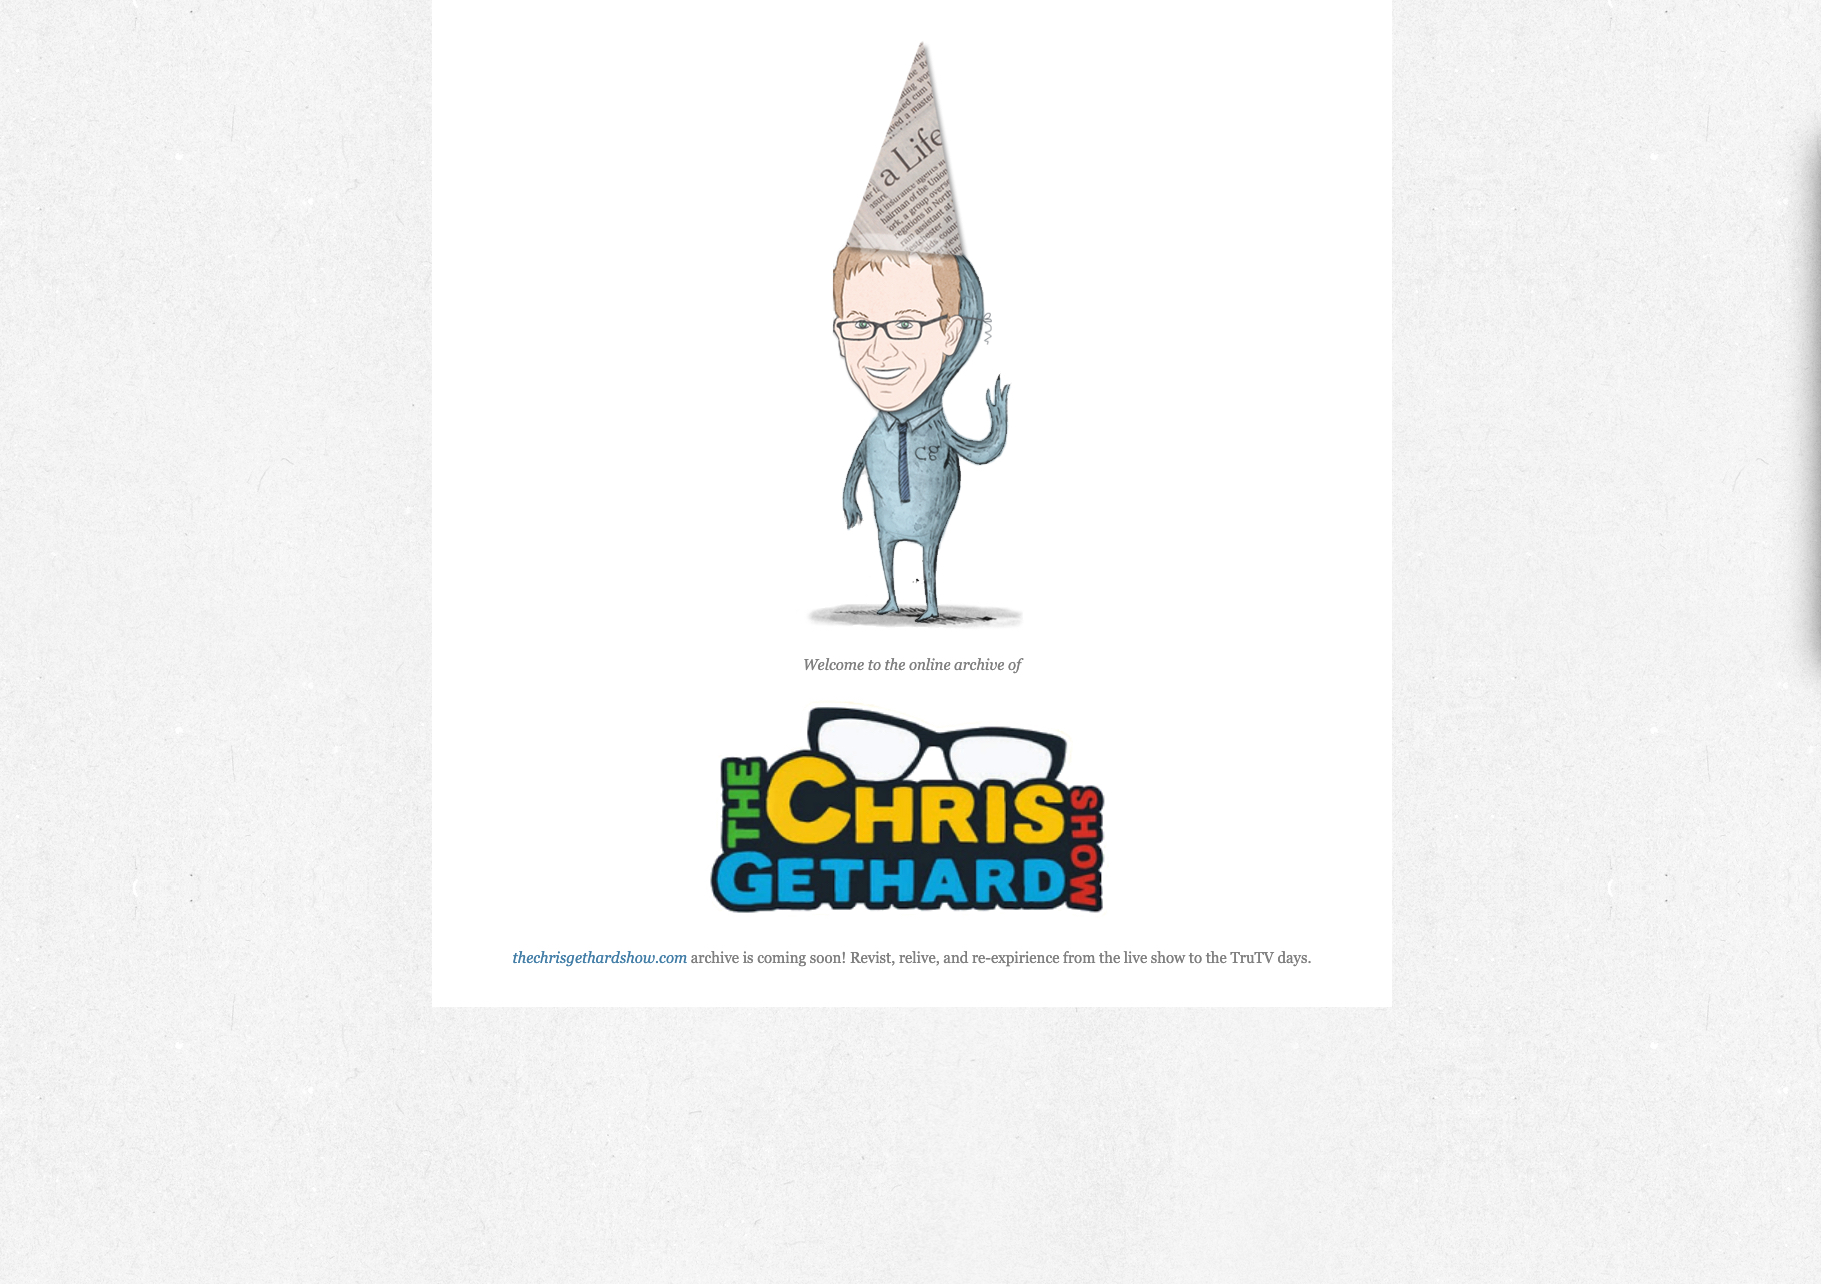 a Life
cg
Welcome to the online archive of
THE CHRIS GETHARD SHOW
thechrisgethardshow.com archive is coming soon! Revist, relive, and re-expirience from the live show to the TruTV days.